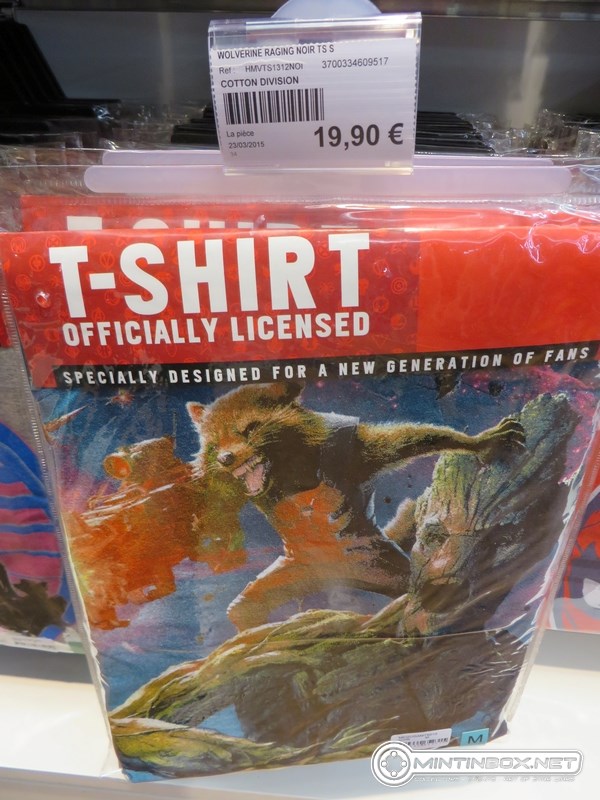 WOLVERINE RAGING NOIR TS S
Ref : HMVTS1312NOI 3700334609517
COTTON DIVISION
La pièce
23/03/2015
19,90 €
T-SHIRT
T-SHIRT
OFFICIALLY LICENSED
SPECIALLY DESIGNED FOR A NEW GENERATION OF FANS
M
MINTINBOX.NET